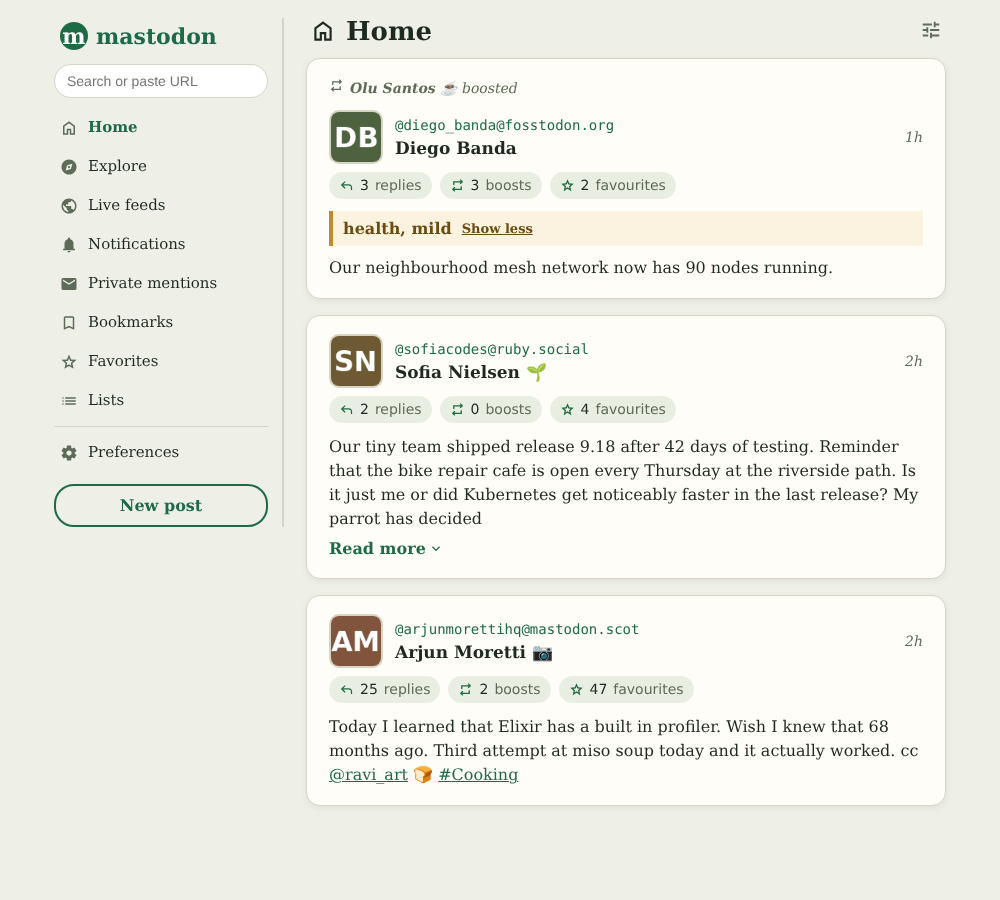 mastodon
Search or paste URL
Home
Explore
Live feeds
Notifications
Private mentions
Bookmarks
Favorites
Lists
Preferences
New post
Home
Olu Santos ☕ boosted
DB
@diego_banda@fosstodon.org
Diego Banda
1h
3 replies
3 boosts
2 favourites
health, mild Show less
Our neighbourhood mesh network now has 90 nodes running.
SN
@sofiacodes@ruby.social
Sofia Nielsen 🌱
2h
2 replies
0 boosts
4 favourites
Our tiny team shipped release 9.18 after 42 days of testing. Reminder
that the bike repair cafe is open every Thursday at the riverside path. Is
it just me or did Kubernetes get noticeably faster in the last release? My
parrot has decided
Read more
AM
@arjunmorettihq@mastodon.scot
Arjun Moretti 📷
2h
25 replies
2 boosts
47 favourites
Today I learned that Elixir has a built in profiler. Wish I knew that 68
months ago. Third attempt at miso soup today and it actually worked. cc
@ravi_art 🍞 #Cooking